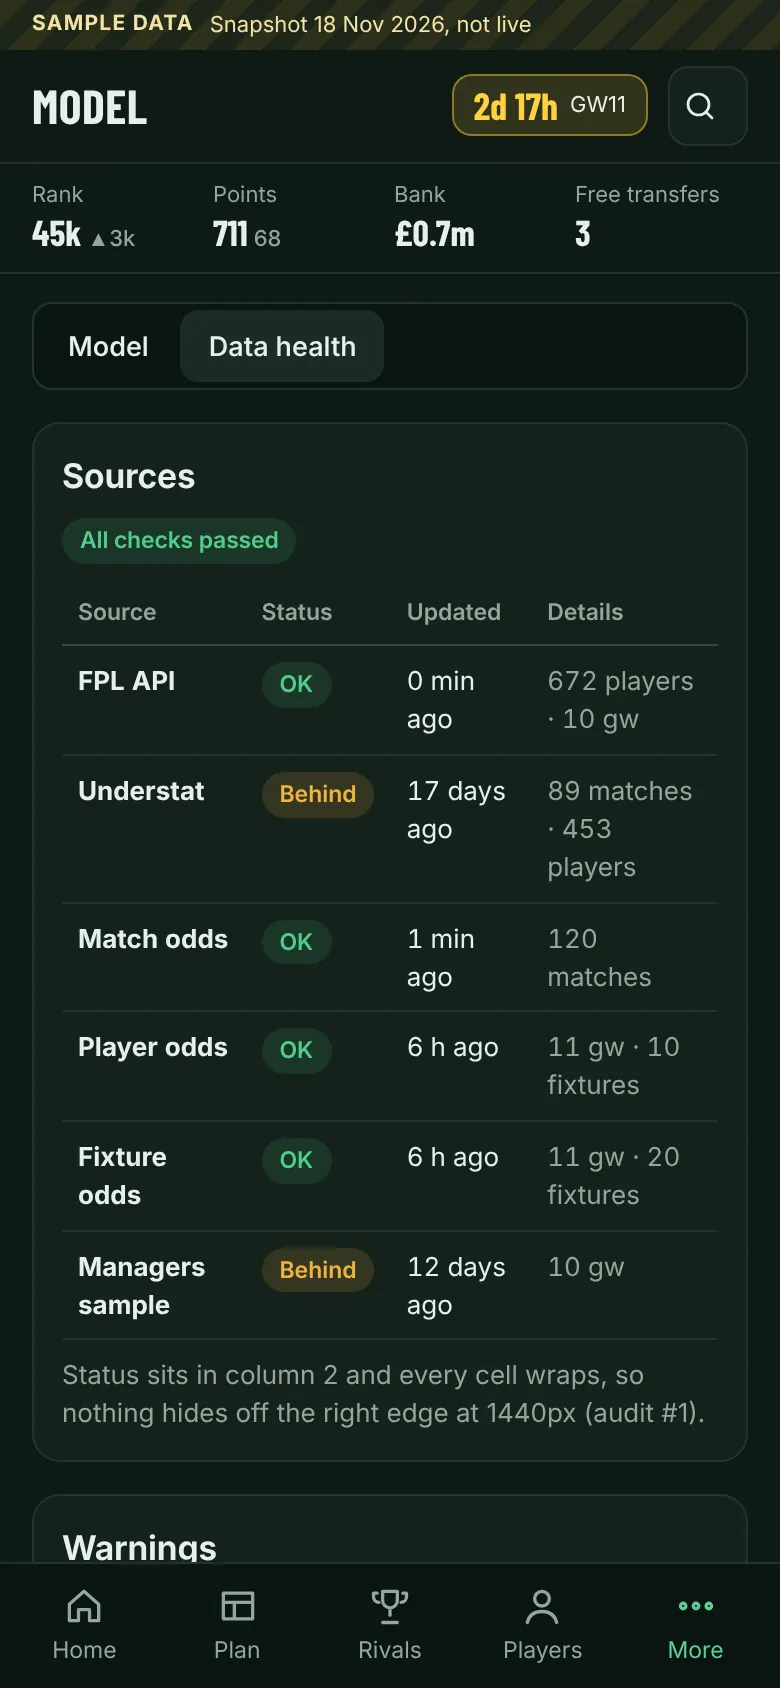 SAMPLE DATA Snapshot 18 Nov 2026, not live
MODEL 2d 17h GW11
Rank Points Bank Free transfers
45k ▲3k 711 68 £0.7m 3
Model Data health
Sources
All checks passed
Source Status Updated Details
FPL API OK 0 min ago 672 players · 10 gw
Understat Behind 17 days ago 89 matches · 453 players
Match odds OK 1 min ago 120 matches
Player odds OK 6 h ago 11 gw · 10 fixtures
Fixture odds OK 6 h ago 11 gw · 20 fixtures
Managers sample Behind 12 days ago 10 gw
Status sits in column 2 and every cell wraps, so
nothing hides off the right edge at 1440px (audit #1).
Warnings
Home Plan Rivals Players More